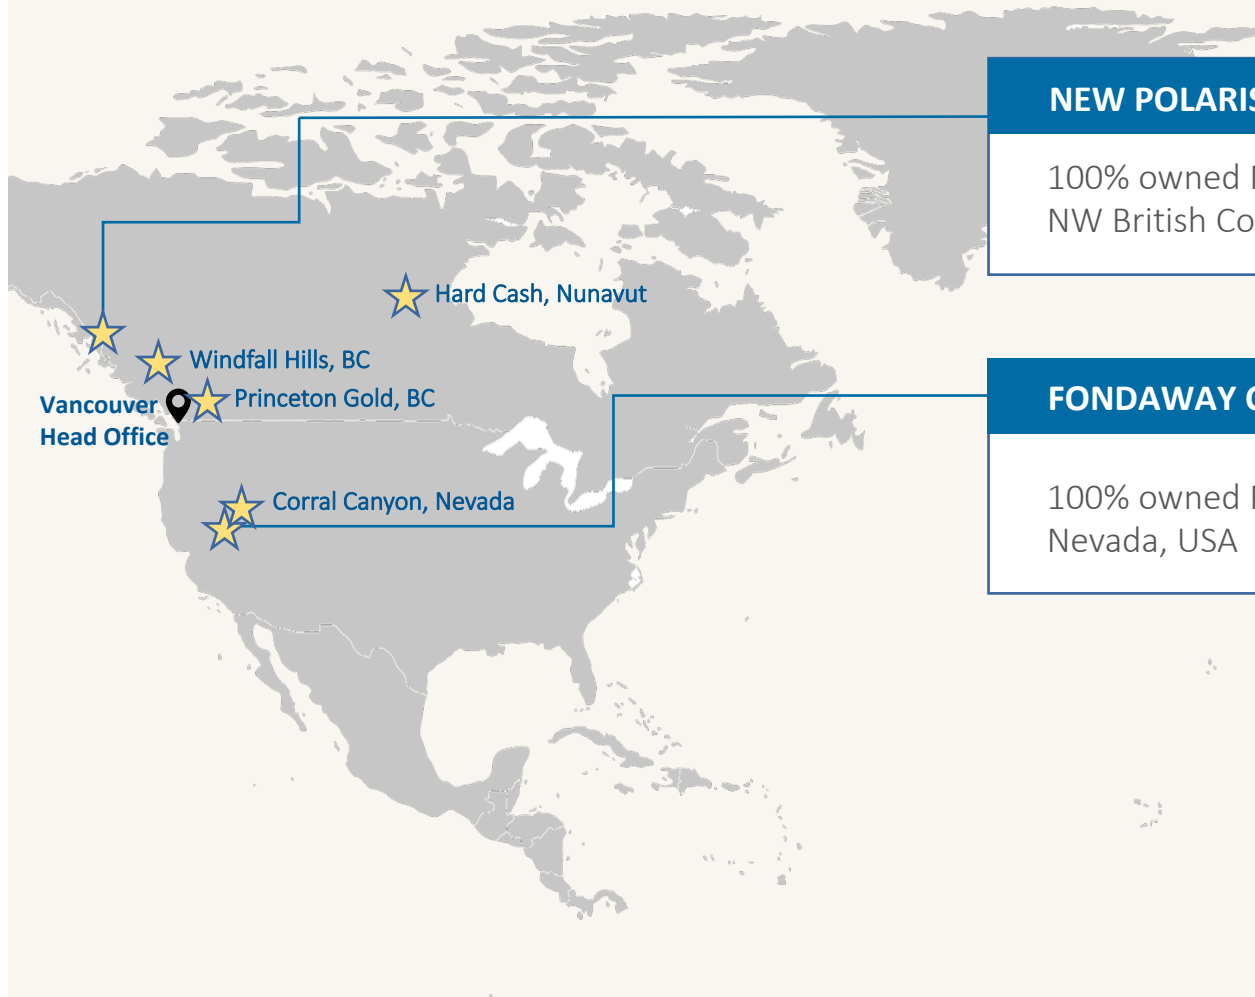 NEW POLARIS
100% owned
NW British Co
Hard Cash, Nunavut
Windfall Hills, BC
Princeton Gold, BC
Vancouver
Head Office
FONDAWAY
Corral Canyon, Nevada
100% owned
Nevada, USA